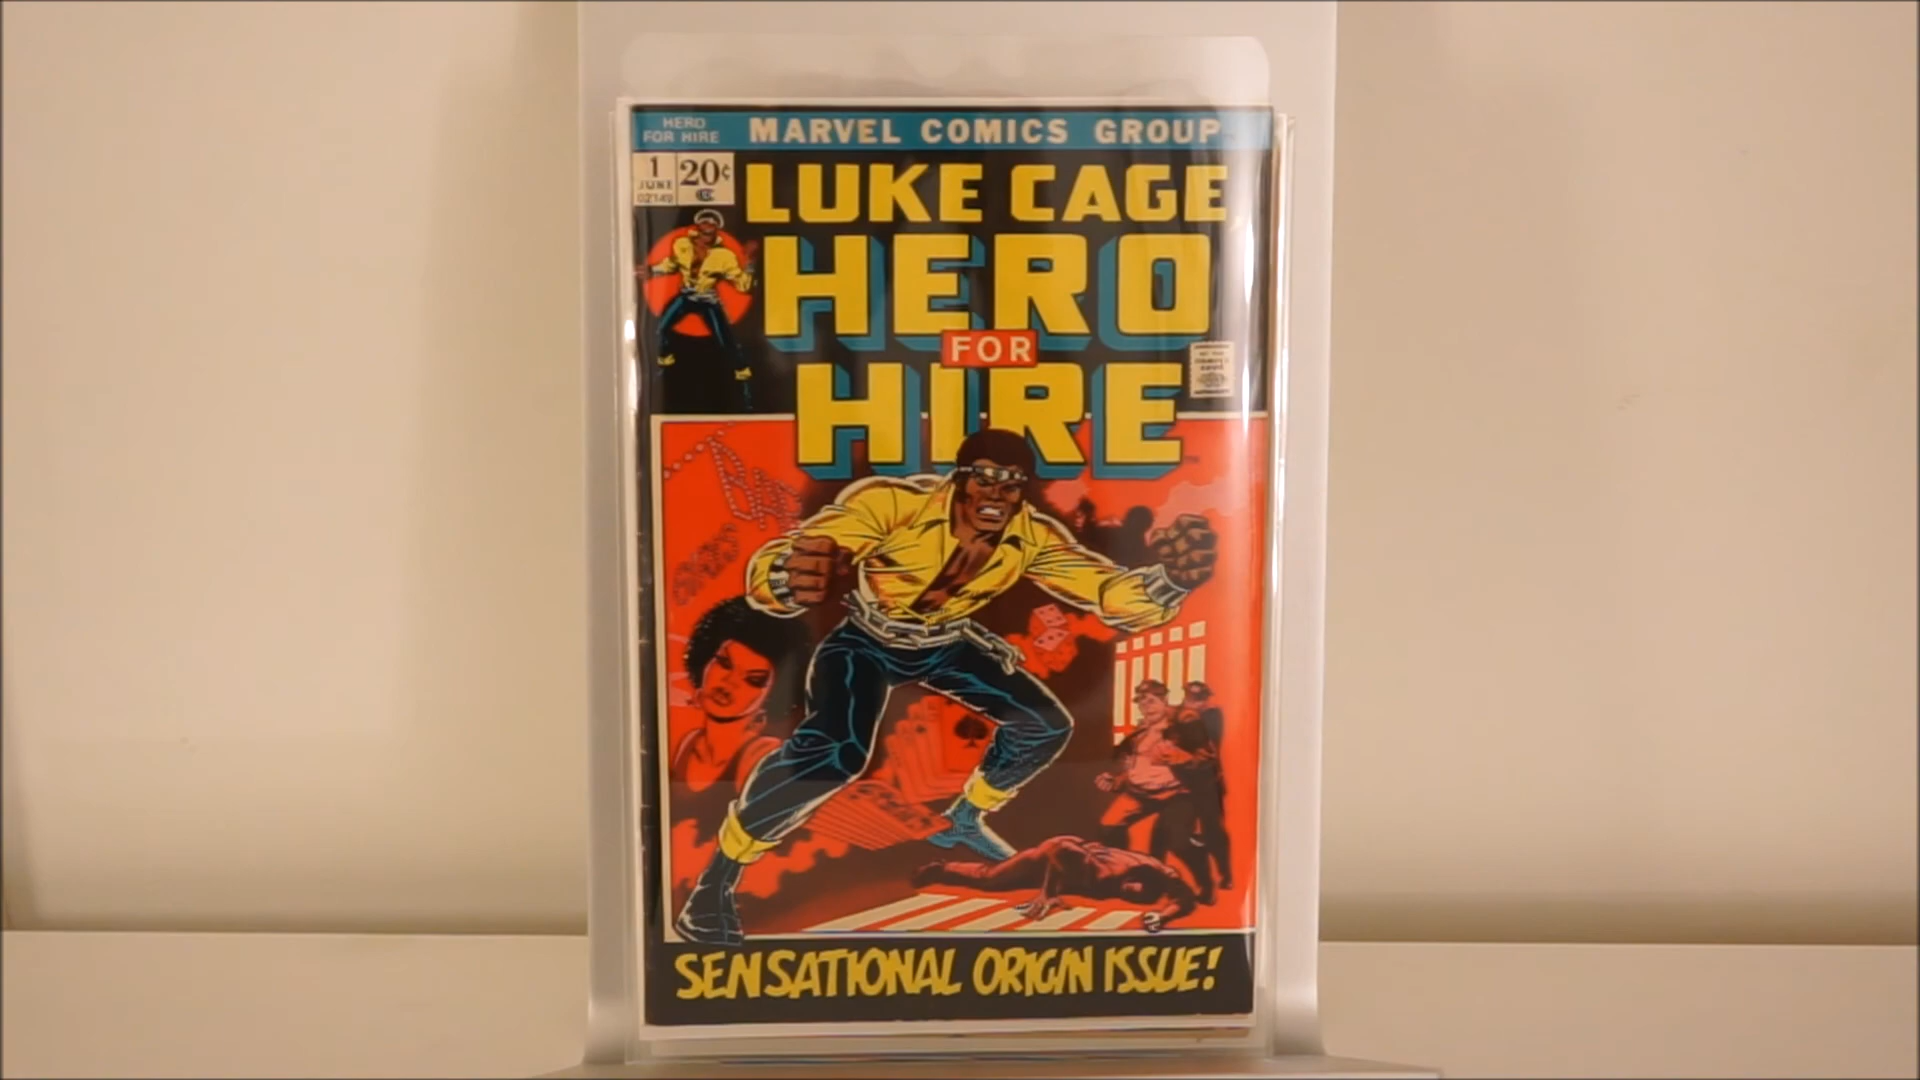 HERO
FOR HIRE
MARVEL COMICS GROUP
1
JUNE
02149
20¢
LUKE CAGE
HERO
FOR
HIRE
SENSATIONAL ORIGIN ISSUE!